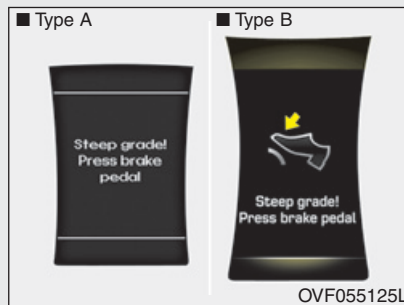 ■ Type A
■ Type B
Steep grade!
Press brake
pedal
Steep grade!
Press brake pedal
OVF055125L